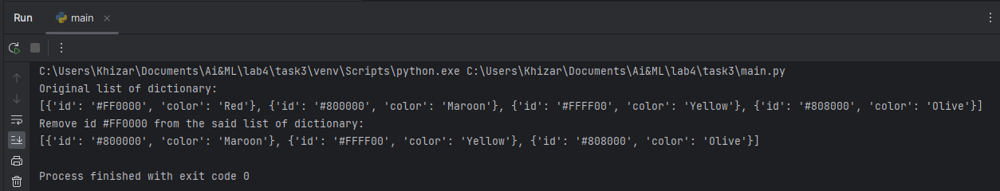 Run main
C:\Users\Khizar\Documents\Ai&ML\lab4\task3\venv\Scripts\python.exe C:\Users\Khizar\Documents\Ai&ML\lab4\task3\main.py
Original list of dictionary:
[{'id': '#FF0000', 'color': 'Red'}, {'id': '#800000', 'color': 'Maroon'}, {'id': '#FFFF00', 'color': 'Yellow'}, {'id': '#808000', 'color': 'Olive'}]
Remove id #FF0000 from the said list of dictionary:
[{'id': '#800000', 'color': 'Maroon'}, {'id': '#FFFF00', 'color': 'Yellow'}, {'id': '#808000', 'color': 'Olive'}]
Process finished with exit code 0